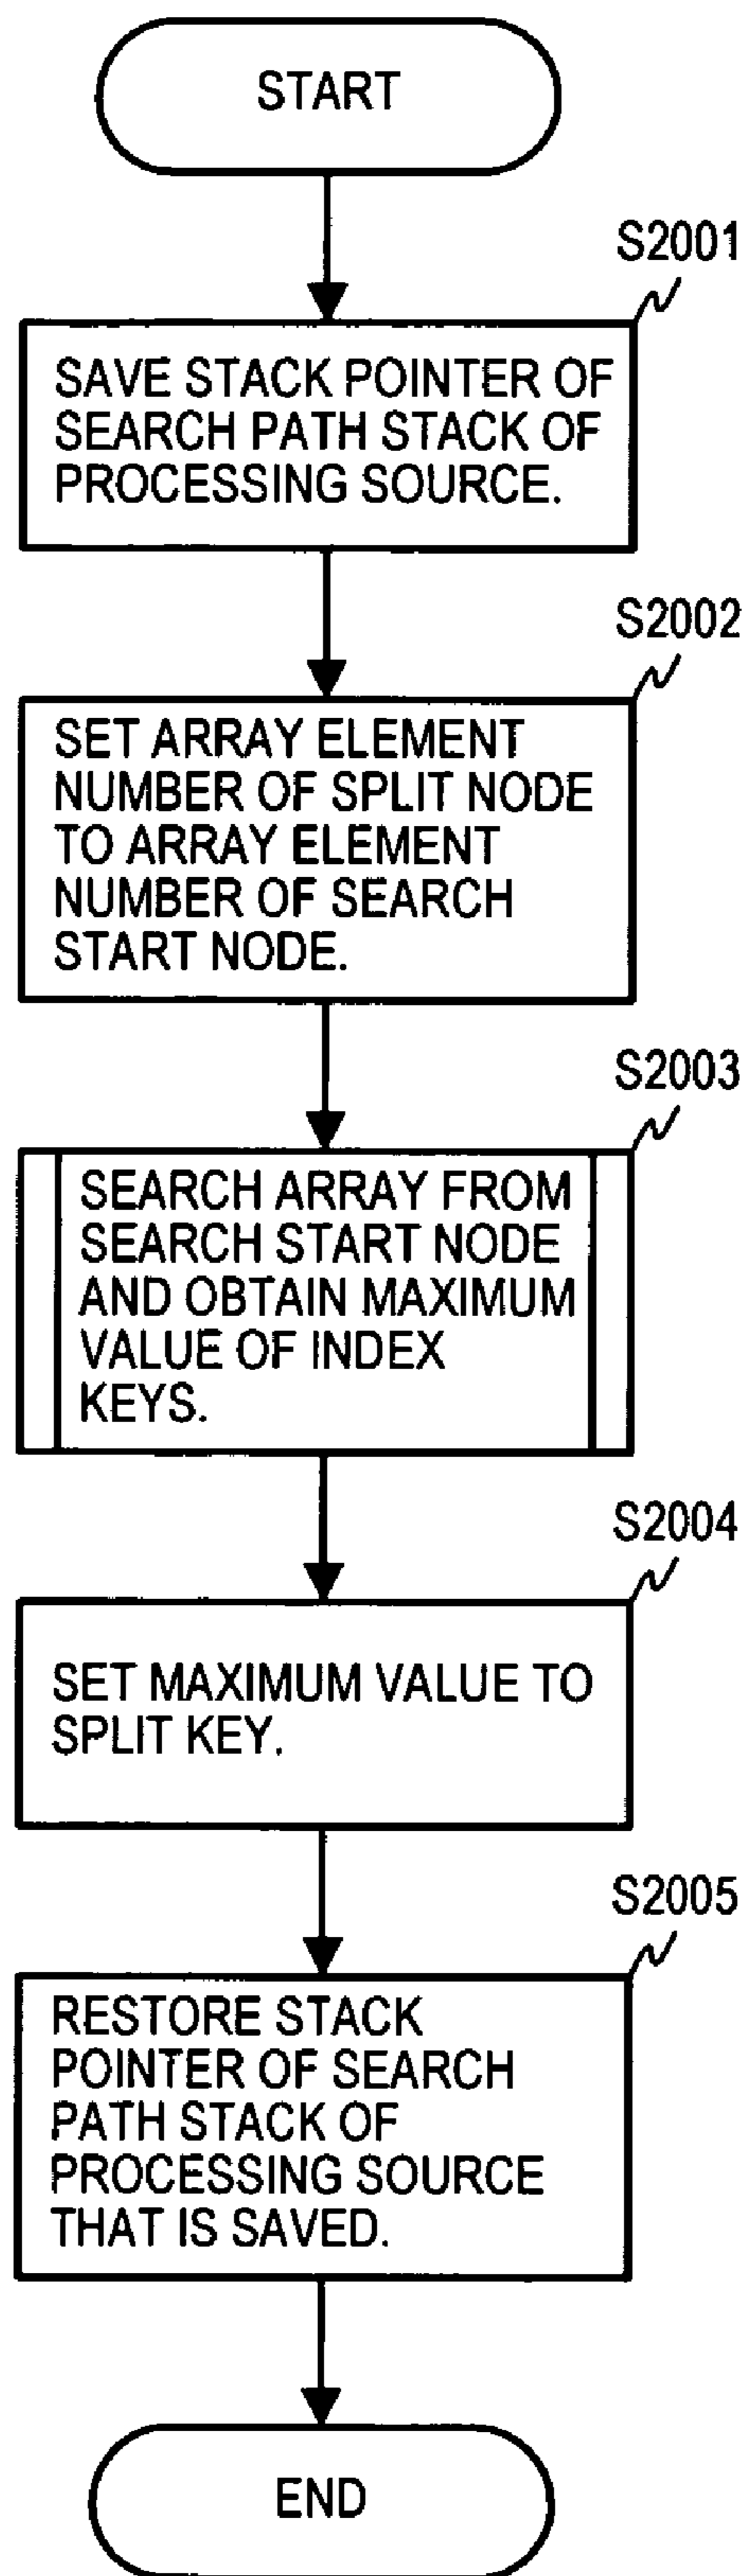 START
S2001
SAVE STACK POINTER OF
SEARCH PATH STACK OF
PROCESSING SOURCE.
S2002
SET ARRAY ELEMENT
NUMBER OF SPLIT NODE
TO ARRAY ELEMENT
NUMBER OF SEARCH
START NODE.
S2003
SEARCH ARRAY FROM
SEARCH START NODE
AND OBTAIN MAXIMUM
VALUE OF INDEX
KEYS.
S2004
SET MAXIMUM VALUE TO
SPLIT KEY.
S2005
RESTORE STACK
POINTER OF SEARCH
PATH STACK OF
PROCESSING SOURCE
THAT IS SAVED.
END